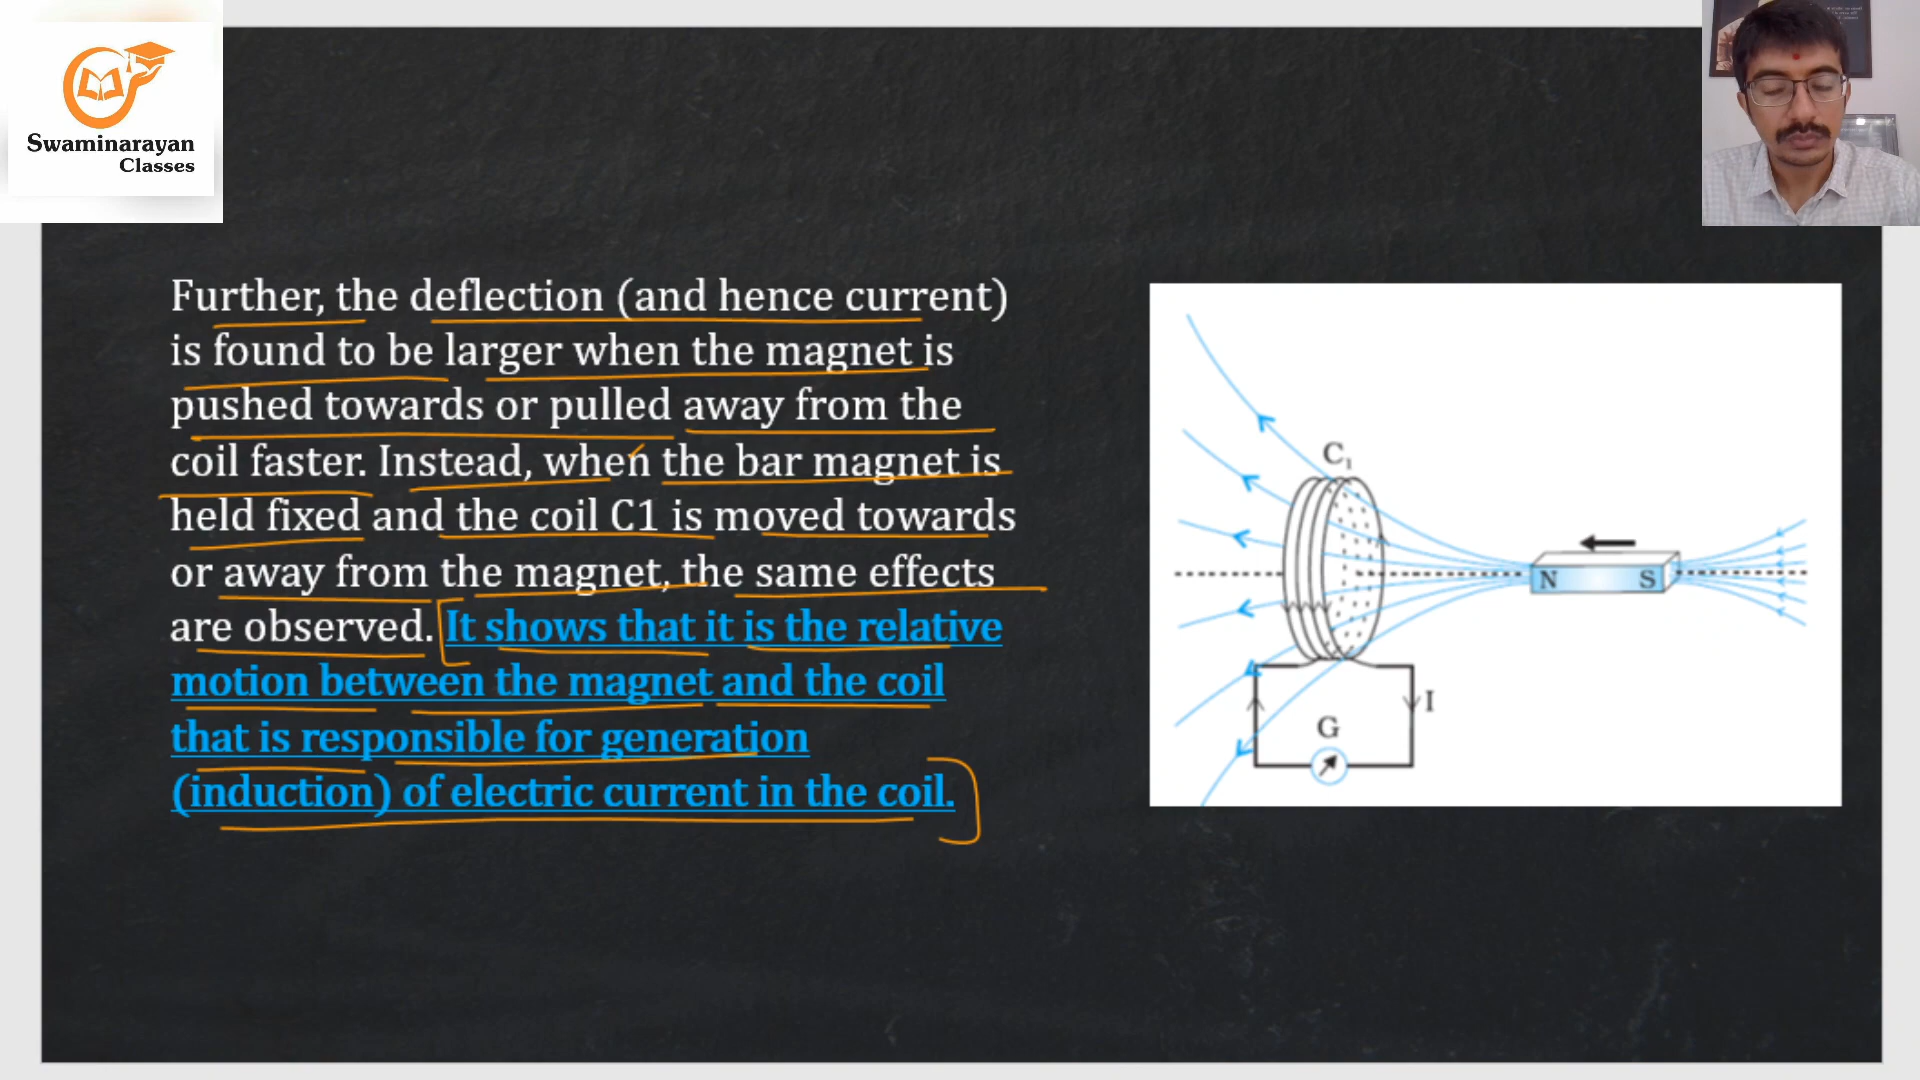 Swaminarayan
Classes
Further, the deflection (and hence current)
is found to be larger when the magnet is
pushed towards or pulled away from the
coil faster. Instead, when the bar magnet is
held fixed and the coil C1 is moved towards
or away from the magnet, the same effects
are observed. It shows that it is the relative
motion between the magnet and the coil
that is responsible for generation
(induction) of electric current in the coil.
C₁
N S
I
G